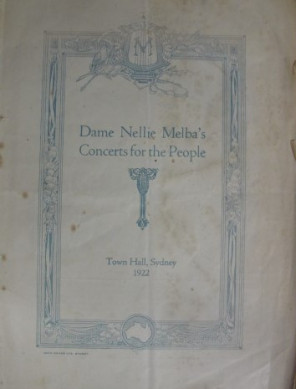 M
Dame Nellie Melba's
Concerts for the People
Town Hall, Sydney
1922